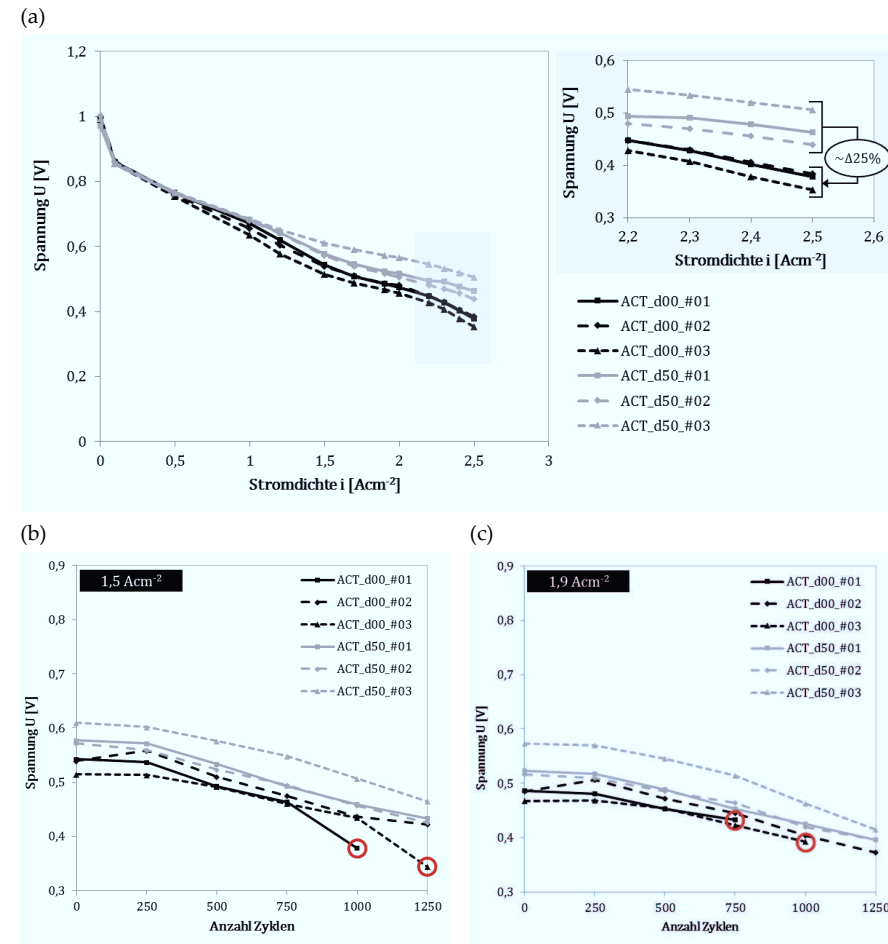 (a)
1,2
1
0,8
0,6
0,4
0,2
0
0
0,5
1
1,5
2
2,5
3
Spannung U [V]
Stromdichte i [Acm⁻²]
0,6
0,5
0,4
0,3
2,2
2,3
2,4
2,5
2,6
Spannung U [V]
Stromdichte i [Acm⁻²]
~Δ25%
ACT_d00_#01
ACT_d00_#02
ACT_d00_#03
ACT_d50_#01
ACT_d50_#02
ACT_d50_#03
(b)
1,5 Acm⁻²
0,9
0,8
0,7
0,6
0,5
0,4
0,3
0
250
500
750
1000
1250
Spannung U [V]
Anzahl Zyklen
ACT_d00_#01
ACT_d00_#02
ACT_d00_#03
ACT_d50_#01
ACT_d50_#02
ACT_d50_#03
(c)
1,9 Acm⁻²
0,9
0,8
0,7
0,6
0,5
0,4
0,3
0
250
500
750
1000
1250
Spannung U [V]
Anzahl Zyklen
ACT_d00_#01
ACT_d00_#02
ACT_d00_#03
ACT_d50_#01
ACT_d50_#02
ACT_d50_#03